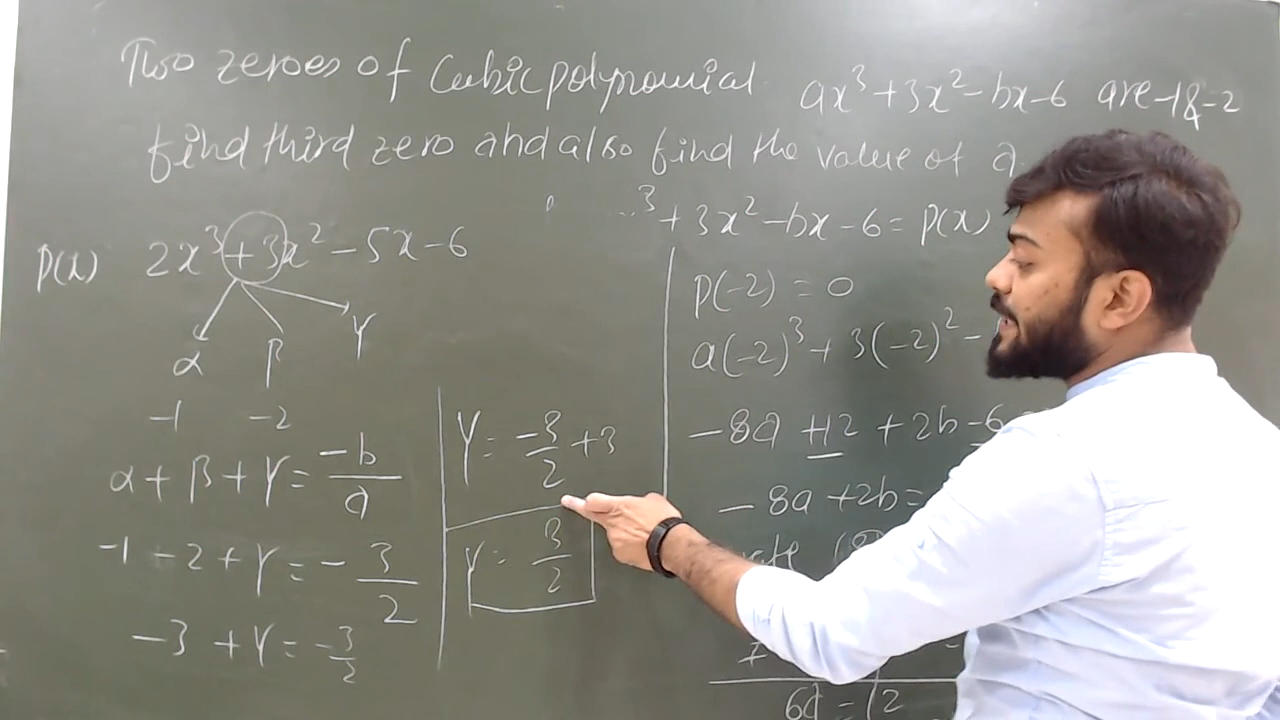 Two zeroes of Cubic polynomial ax³+3x²-bx-6 are -1&-2
find third zero and also find the value of a
³+3x²-bx-6=p(x)
p(x) 2x³+3x²-5x-6
α β γ
-1 -2
α+β+γ=-b/a
-1-2+γ=-3/2
-3+γ=-3/2
γ=-3/2+3
γ=3/2
p(-2)=0
a(-2)³+3(-2)²-
-8a+12+2b-6
-8a+2b=
6a=12